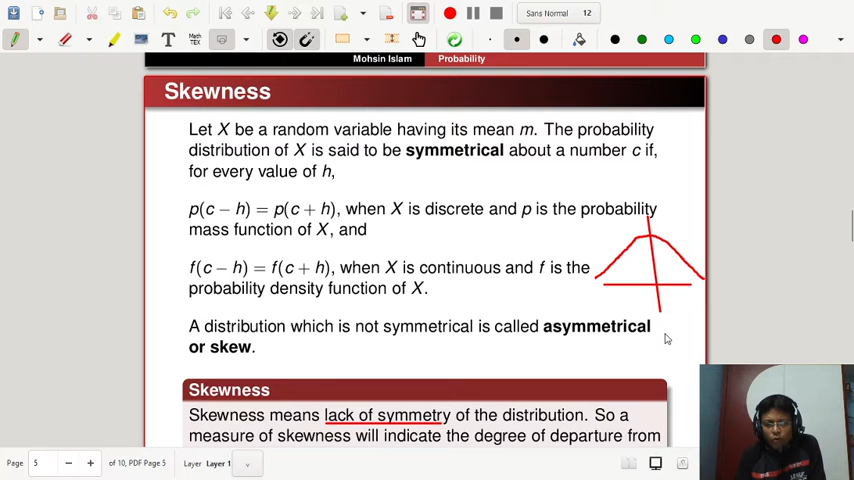 Sans Normal 12
T Math TEX
Mohsin Islam Probability
Skewness
Let X be a random variable having its mean m. The probability
distribution of X is said to be symmetrical about a number c if,
for every value of h,
p(c − h) = p(c + h), when X is discrete and p is the probability
mass function of X, and
f(c − h) = f(c + h), when X is continuous and f is the
probability density function of X.
A distribution which is not symmetrical is called asymmetrical
or skew.
Skewness
Skewness means lack of symmetry of the distribution. So a
measure of skewness will indicate the degree of departure from
Page 5 of 10, PDF Page 5 Layer Layer 1